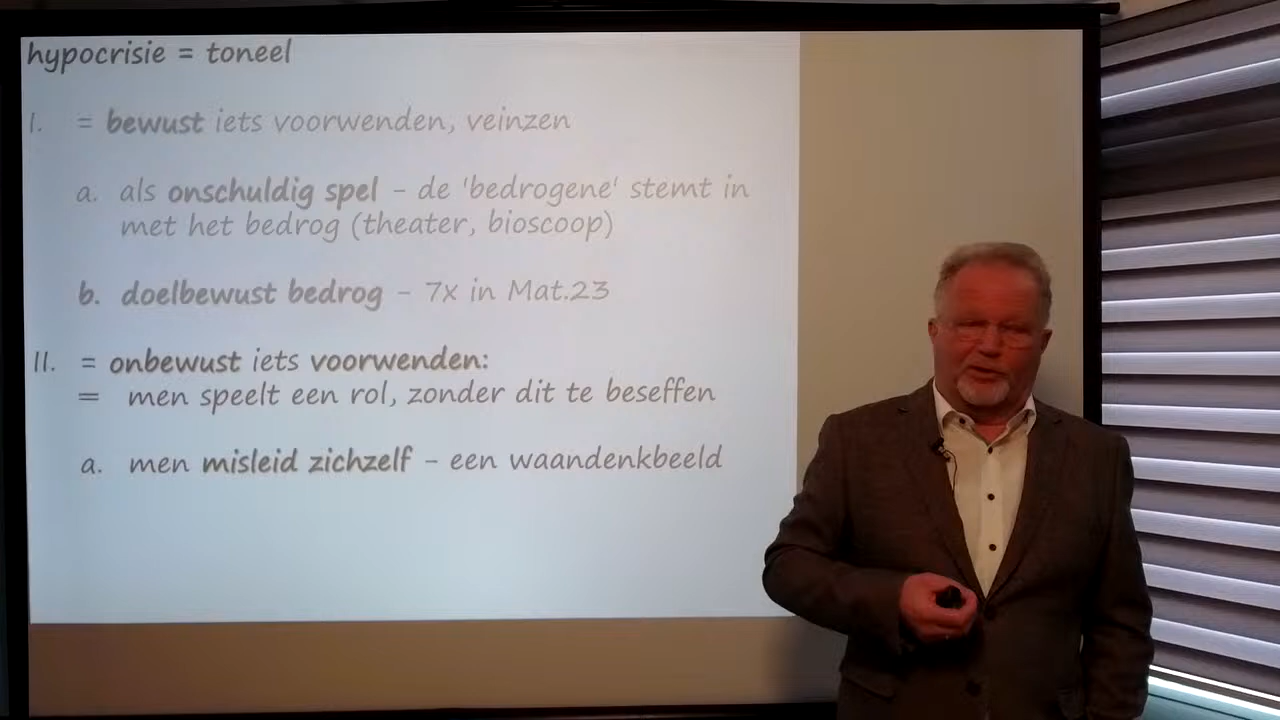 hypocrisie = toneel
I. = bewust iets voorwenden, veinzen
a. als onschuldig spel - de 'bedrogene' stemt in
met het bedrog (theater, bioscoop)
b. doelbewust bedrog - 7x in Mat.23
II. = onbewust iets voorwenden:
= men speelt een rol, zonder dit te beseffen
a. men misleid zichzelf - een waandenkbeeld